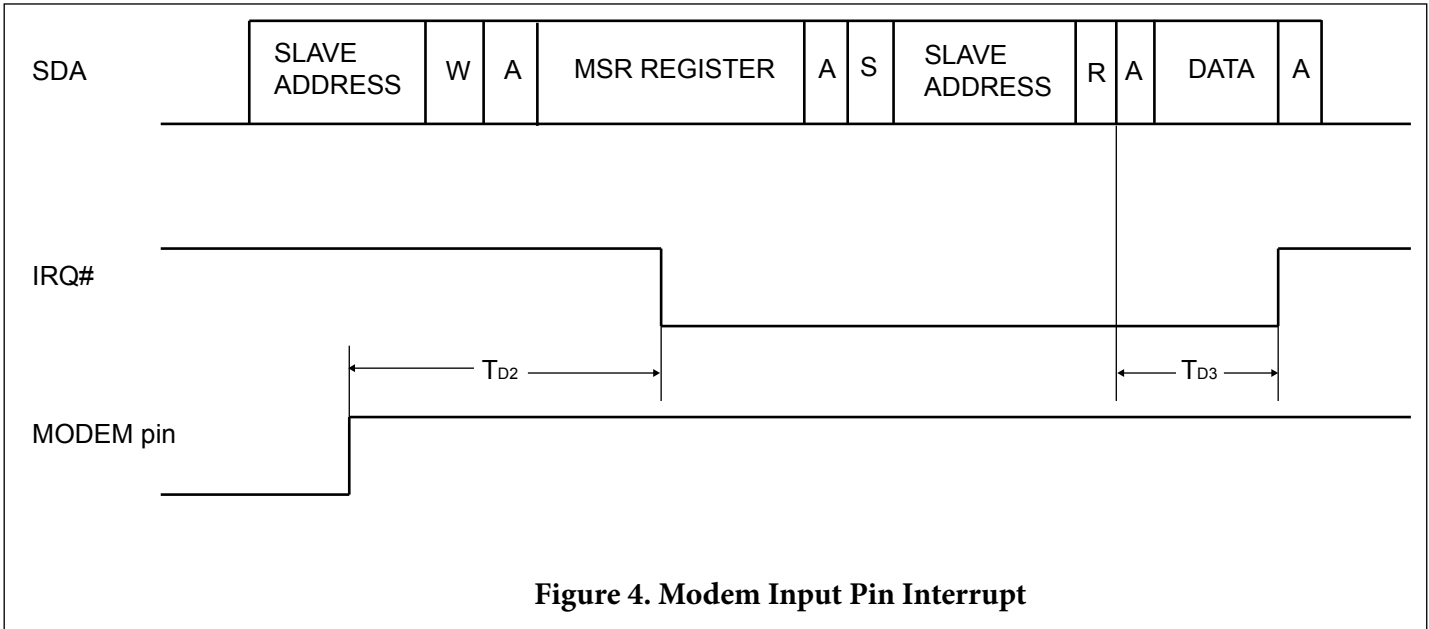 SDA
SLAVE
ADDRESS
W
A
MSR REGISTER
A
S
SLAVE
ADDRESS
R
A
DATA
A
IRQ#
TD2
TD3
MODEM pin
Figure 4. Modem Input Pin Interrupt